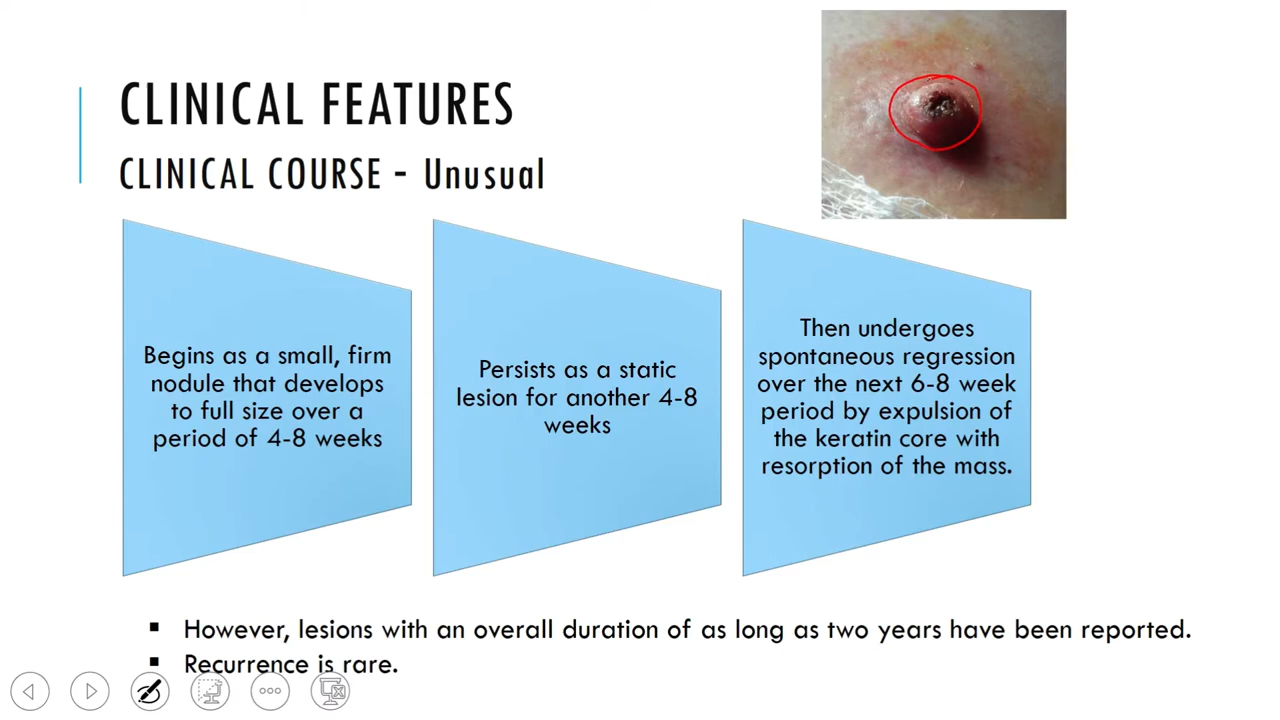 CLINICAL FEATURES
CLINICAL COURSE - Unusual
Begins as a small, firm
nodule that develops
to full size over a
period of 4-8 weeks
Persists as a static
lesion for another 4-8
weeks
Then undergoes
spontaneous regression
over the next 6-8 week
period by expulsion of
the keratin core with
resorption of the mass.
▪ However, lesions with an overall duration of as long as two years have been reported.
▪ Recurrence is rare.